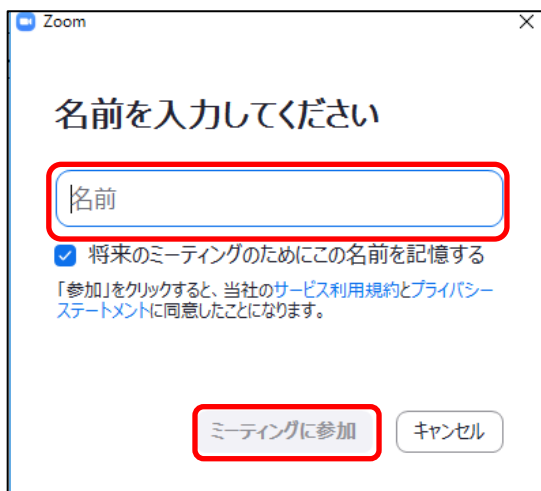 Zoom
名前を入力してください
名前
将来のミーティングのためにこの名前を記憶する
「参加」をクリックすると、当社のサービス利用規約とプライバシー
ステートメントに同意したことになります。
ミーティングに参加 キャンセル